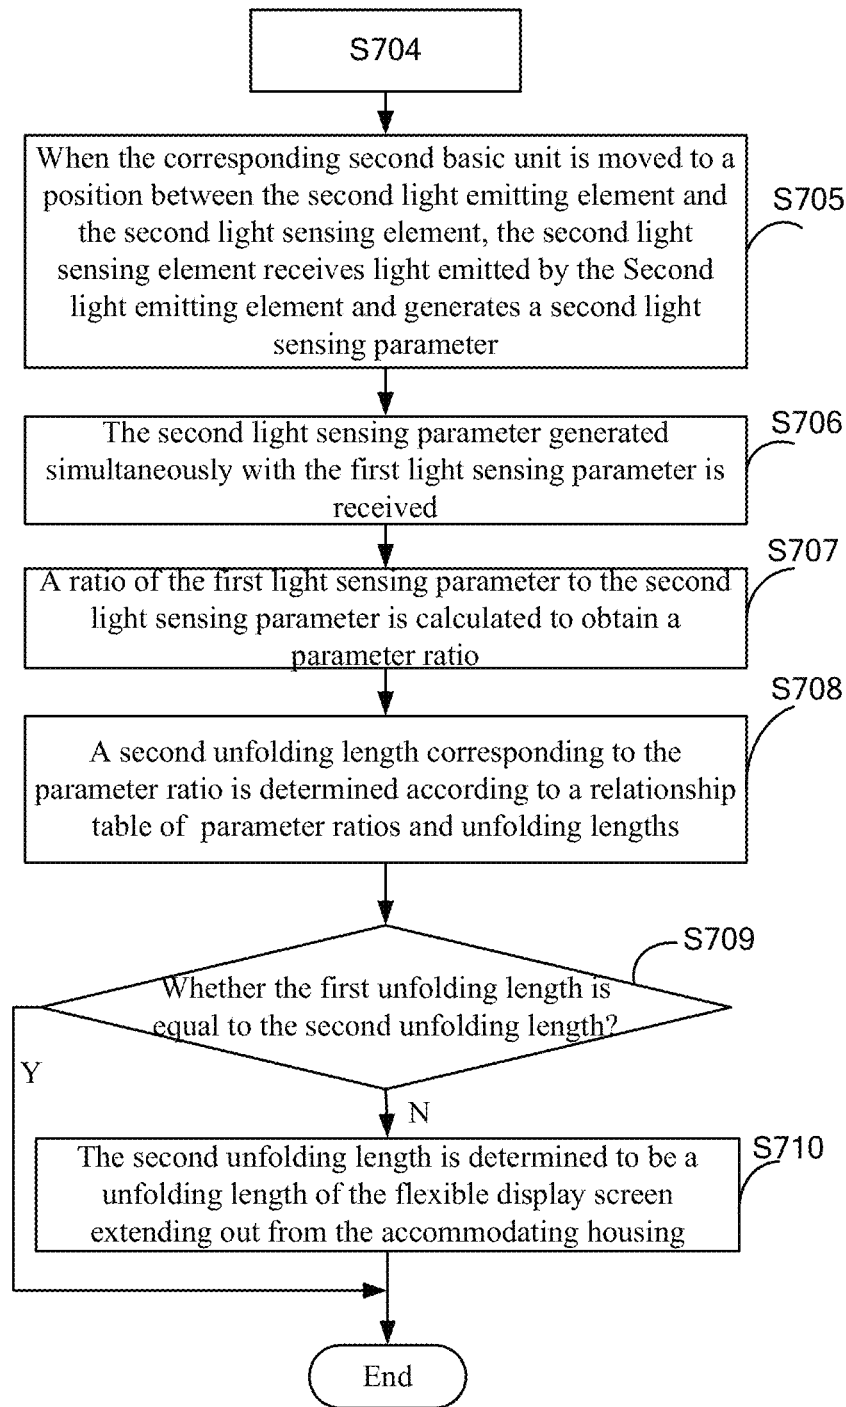 S704
When the corresponding second basic unit is moved to a
position between the second light emitting element and
the second light sensing element, the second light
sensing element receives light emitted by the Second
light emitting element and generates a second light
sensing parameter
S705
The second light sensing parameter generated
simultaneously with the first light sensing parameter is
received
S706
A ratio of the first light sensing parameter to the second
light sensing parameter is calculated to obtain a
parameter ratio
S707
A second unfolding length corresponding to the
parameter ratio is determined according to a relationship
table of parameter ratios and unfolding lengths
S708
Whether the first unfolding length is
equal to the second unfolding length?
S709
Y
N
The second unfolding length is determined to be a
unfolding length of the flexible display screen
extending out from the accommodating housing
S710
End